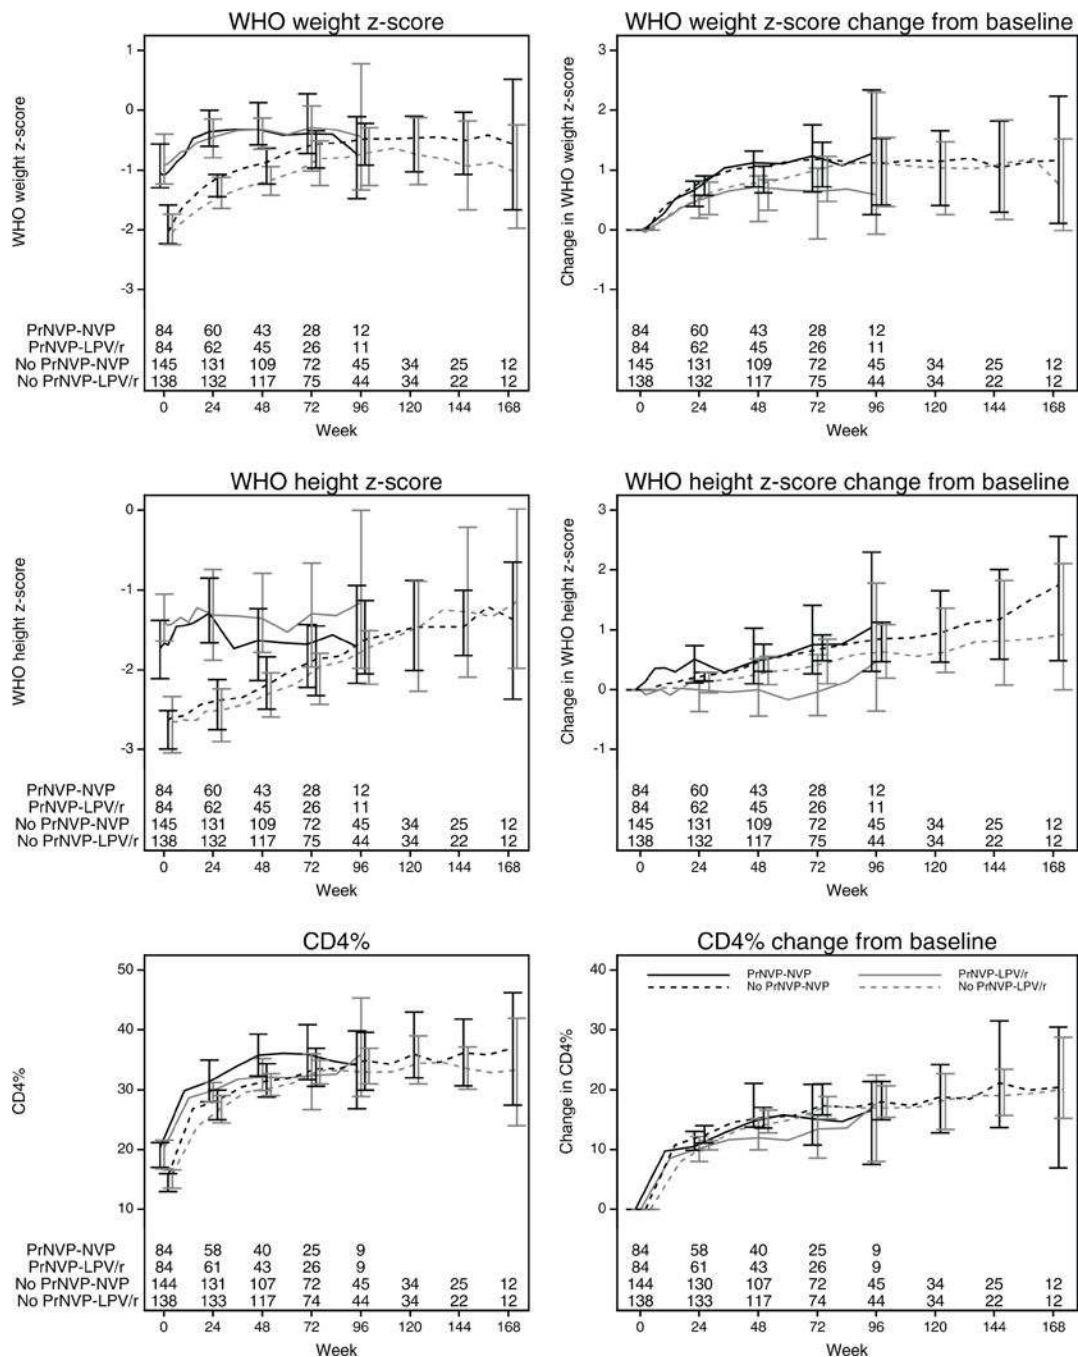 WHO weight z-score
WHO weight z-score change from baseline
WHO weight z-score
1
0
-1
-2
-3
PrNVP-NVP 84 60 43 28 12
PrNVP-LPV/r 84 62 45 26 11
No PrNVP-NVP 145 131 109 72 45 34 25 12
No PrNVP-LPV/r 138 132 117 75 44 34 22 12
0 24 48 72 96 120 144 168
Week
Change in WHO weight z-score
3
2
1
0
-1
84 60 43 28 12
84 62 45 26 11
145 131 109 72 45 34 25 12
138 132 117 75 44 34 22 12
0 24 48 72 96 120 144 168
Week
WHO height z-score
WHO height z-score change from baseline
WHO height z-score
0
-1
-2
-3
PrNVP-NVP 84 60 43 28 12
PrNVP-LPV/r 84 62 45 26 11
No PrNVP-NVP 145 131 109 72 45 34 25 12
No PrNVP-LPV/r 138 132 117 75 44 34 22 12
0 24 48 72 96 120 144 168
Week
Change in WHO height z-score
3
2
1
0
-1
84 60 43 28 12
84 62 45 26 11
145 131 109 72 45 34 25 12
138 132 117 75 44 34 22 12
0 24 48 72 96 120 144 168
Week
CD4%
CD4% change from baseline
CD4%
50
40
30
20
10
PrNVP-NVP 84 58 40 25 9
PrNVP-LPV/r 84 61 43 26 9
No PrNVP-NVP 144 131 107 72 45 34 25 12
No PrNVP-LPV/r 138 133 117 74 44 34 22 12
0 24 48 72 96 120 144 168
Week
Change in CD4%
40
30
20
10
0
PrNVP-NVP PrNVP-LPV/r
No PrNVP-NVP No PrNVP-LPV/r
84 58 40 25 9
84 61 43 26 9
144 130 107 72 45 34 25 12
138 133 117 74 44 34 22 12
0 24 48 72 96 120 144 168
Week